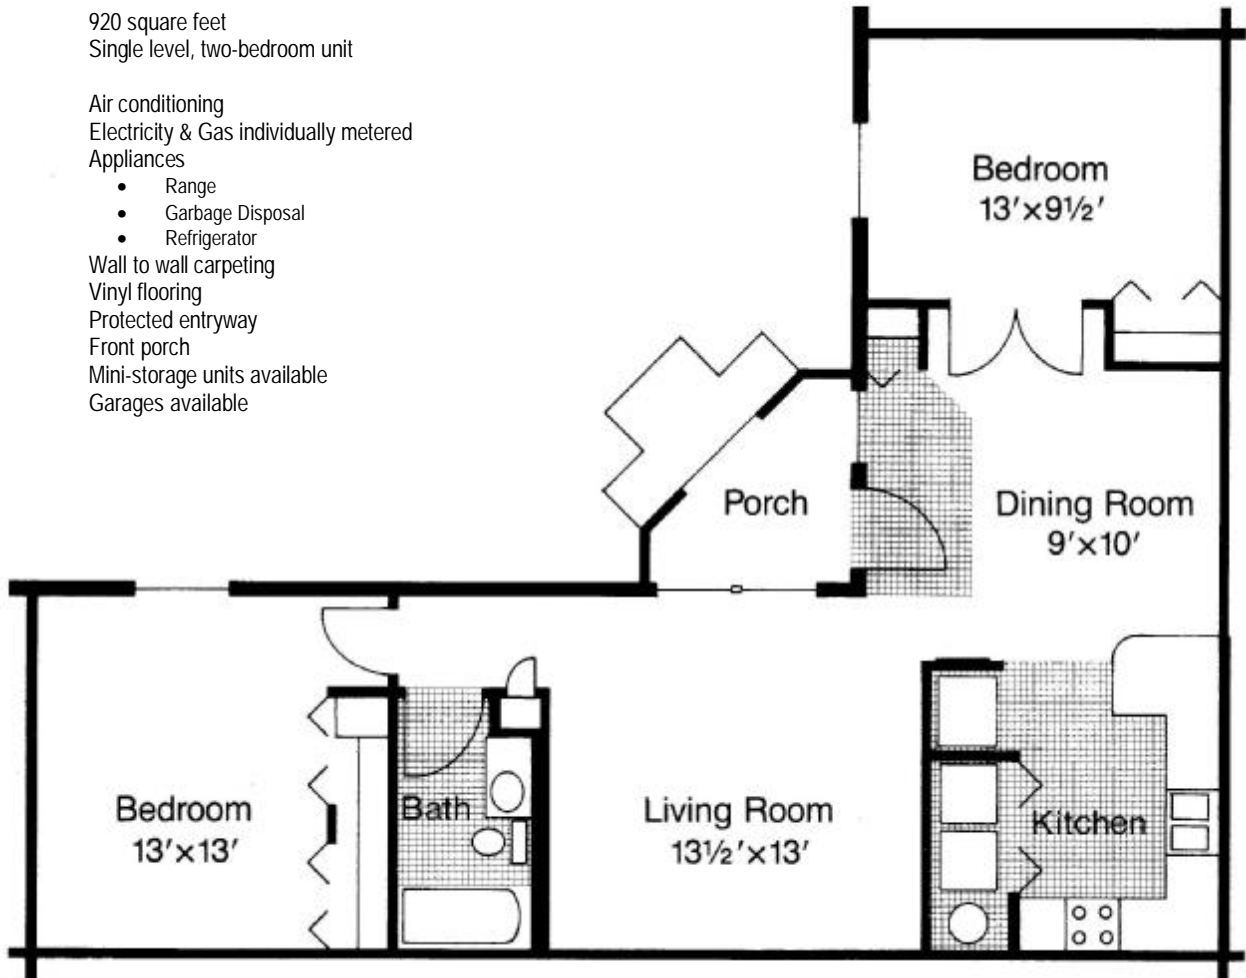 920 square feet
Single level, two-bedroom unit
Air conditioning
Electricity & Gas individually metered
Appliances
• Range
• Garbage Disposal
• Refrigerator
Wall to wall carpeting
Vinyl flooring
Protected entryway
Front porch
Mini-storage units available
Garages available
Bedroom
13'×9½'
Porch
Dining Room
9'×10'
Bedroom
13'×13'
Bath
Living Room
13½'×13'
Kitchen